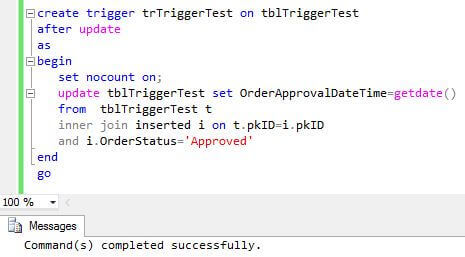 create trigger trTriggerTest on tblTriggerTest
after update
as
begin
set nocount on;
update tblTriggerTest set OrderApprovalDateTime=getdate()
from  tblTriggerTest t
inner join inserted i on t.pkID=i.pkID
and i.OrderStatus='Approved'
end
go
100 %
Messages
Command(s) completed successfully.